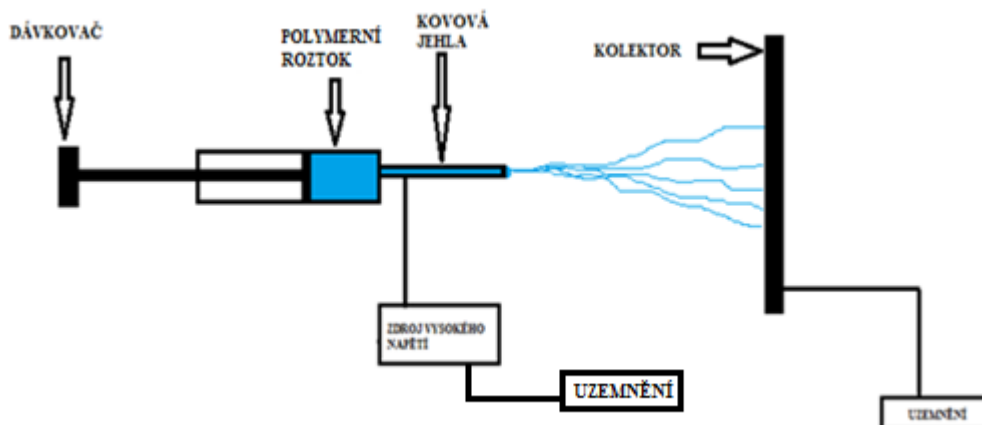 DÁVKOVAČ
POLYMERNÍ
ROZTOK
KOVOVÁ
JEHLA
KOLEKTOR
ZDROJ VYSOKÉHO
NAPĚTÍ
UZEMNĚNÍ
UZEMNĚNÍ